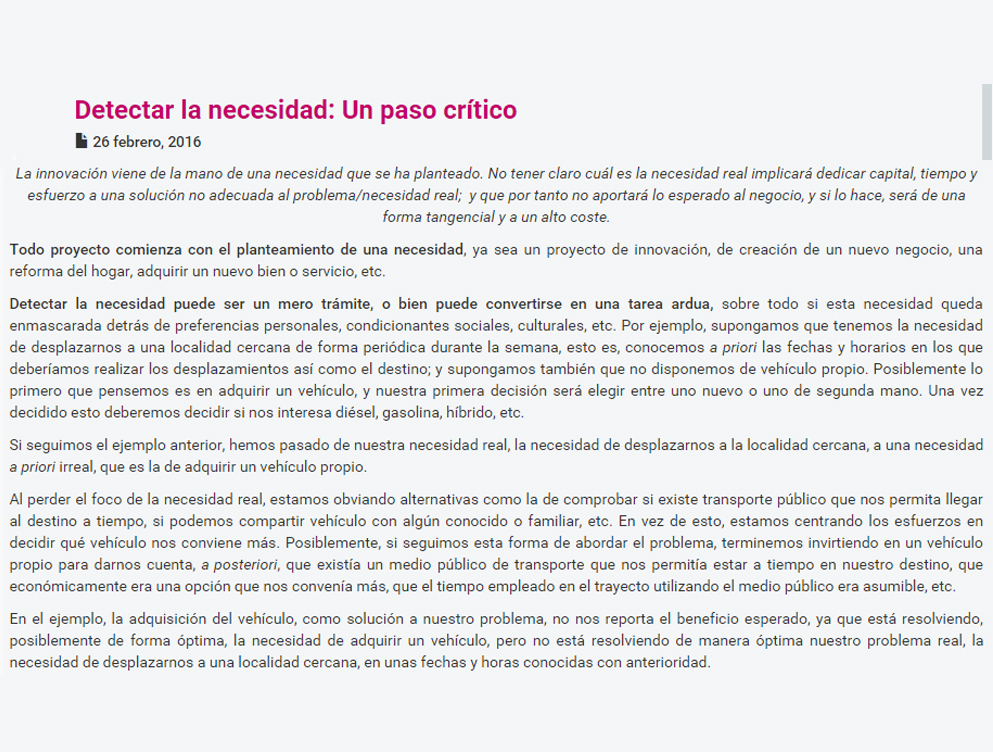 Detectar la necesidad: Un paso crítico
26 febrero, 2016
La innovación viene de la mano de una necesidad que se ha planteado. No tener claro cuál es la necesidad real implicará dedicar capital, tiempo y
esfuerzo a una solución no adecuada al problema/necesidad real;  y que por tanto no aportará lo esperado al negocio, y si lo hace, será de una
forma tangencial y a un alto coste.
Todo proyecto comienza con el planteamiento de una necesidad, ya sea un proyecto de innovación, de creación de un nuevo negocio, una
reforma del hogar, adquirir un nuevo bien o servicio, etc.
Detectar la necesidad puede ser un mero trámite, o bien puede convertirse en una tarea ardua, sobre todo si esta necesidad queda
enmascarada detrás de preferencias personales, condicionantes sociales, culturales, etc. Por ejemplo, supongamos que tenemos la necesidad
de desplazarnos a una localidad cercana de forma periódica durante la semana, esto es, conocemos a priori las fechas y horarios en los que
deberíamos realizar los desplazamientos así como el destino; y supongamos también que no disponemos de vehículo propio. Posiblemente lo
primero que pensemos es en adquirir un vehículo, y nuestra primera decisión será elegir entre uno nuevo o uno de segunda mano. Una vez
decidido esto deberemos decidir si nos interesa diésel, gasolina, híbrido, etc.
Si seguimos el ejemplo anterior, hemos pasado de nuestra necesidad real, la necesidad de desplazarnos a la localidad cercana, a una necesidad
a priori irreal, que es la de adquirir un vehículo propio.
Al perder el foco de la necesidad real, estamos obviando alternativas como la de comprobar si existe transporte público que nos permita llegar
al destino a tiempo, si podemos compartir vehículo con algún conocido o familiar, etc. En vez de esto, estamos centrando los esfuerzos en
decidir qué vehículo nos conviene más. Posiblemente, si seguimos esta forma de abordar el problema, terminemos invirtiendo en un vehículo
propio para darnos cuenta, a posteriori, que existía un medio público de transporte que nos permitía estar a tiempo en nuestro destino, que
económicamente era una opción que nos convenía más, que el tiempo empleado en el trayecto utilizando el medio público era asumible, etc.
En el ejemplo, la adquisición del vehículo, como solución a nuestro problema, no nos reporta el beneficio esperado, ya que está resolviendo,
posiblemente de forma óptima, la necesidad de adquirir un vehículo, pero no está resolviendo de manera óptima nuestro problema real, la
necesidad de desplazarnos a una localidad cercana, en unas fechas y horas conocidas con anterioridad.